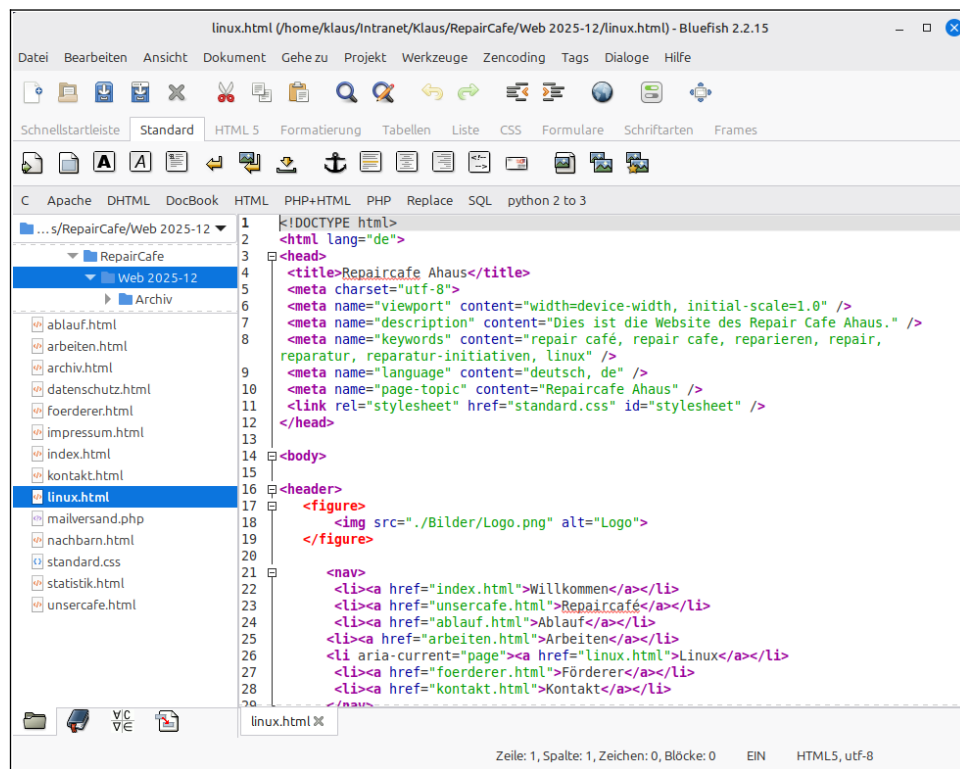 linux.html (/home/klaus/Intranet/Klaus/RepairCafe/Web 2025-12/linux.html) - Bluefish 2.2.15
Datei Bearbeiten Ansicht Dokument Gehe zu Projekt Werkzeuge Zencoding Tags Dialoge Hilfe
Schnellstartleiste Standard HTML 5 Formatierung Tabellen Liste CSS Formulare Schriftarten Frames
C Apache DHTML DocBook HTML PHP+HTML PHP Replace SQL python 2 to 3
...s/RepairCafe/Web 2025-12
RepairCafe
Web 2025-12
Archiv
ablauf.html
arbeiten.html
archiv.html
datenschutz.html
foerderer.html
impressum.html
index.html
kontakt.html
linux.html
mailversand.php
nachbarn.html
standard.css
statistik.html
unsercafe.html
1 <!DOCTYPE html>
2 <html lang="de">
3 <head>
4 <title>Repaircafe Ahaus</title>
5 <meta charset="utf-8">
6 <meta name="viewport" content="width=device-width, initial-scale=1.0" />
7 <meta name="description" content="Dies ist die Website des Repair Cafe Ahaus." />
8 <meta name="keywords" content="repair café, repair cafe, reparieren, repair,
reparatur, reparatur-initiativen, linux" />
9 <meta name="language" content="deutsch, de" />
10 <meta name="page-topic" content="Repaircafe Ahaus" />
11 <link rel="stylesheet" href="standard.css" id="stylesheet" />
12 </head>
13
14 <body>
15
16 <header>
17 <figure>
18 <img src="./Bilder/Logo.png" alt="Logo">
19 </figure>
20
21 <nav>
22 <li><a href="index.html">Willkommen</a></li>
23 <li><a href="unsercafe.html">Repaircafé</a></li>
24 <li><a href="ablauf.html">Ablauf</a></li>
25 <li><a href="arbeiten.html">Arbeiten</a></li>
26 <li aria-current="page"><a href="linux.html">Linux</a></li>
27 <li><a href="foerderer.html">Förderer</a></li>
28 <li><a href="kontakt.html">Kontakt</a></li>
29 </nav>
linux.html
Zeile: 1, Spalte: 1, Zeichen: 0, Blöcke: 0 EIN HTML5, utf-8